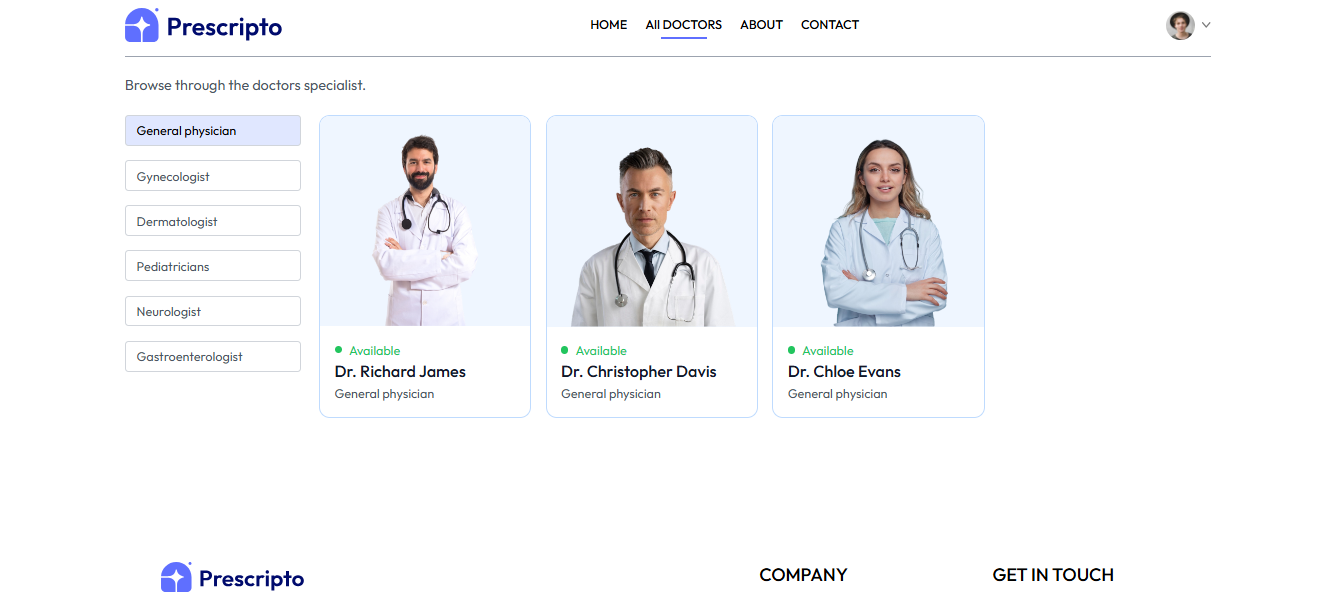 Prescripto
HOME All DOCTORS ABOUT CONTACT
Browse through the doctors specialist.
General physician
Gynecologist
Dermatologist
Pediatricians
Neurologist
Gastroenterologist
Available
Dr. Richard James
General physician
Available
Dr. Christopher Davis
General physician
Available
Dr. Chloe Evans
General physician
Prescripto
COMPANY
GET IN TOUCH